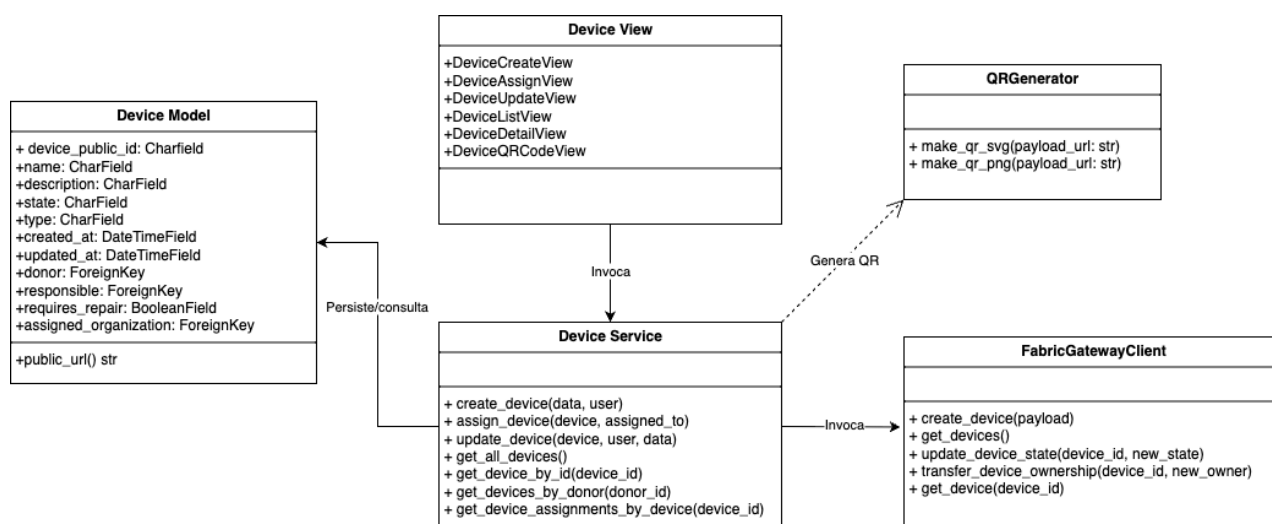 Device View
+DeviceCreateView
+DeviceAssignView
+DeviceUpdateView
+DeviceListView
+DeviceDetailView
+DeviceQRCodeView
QRGenerator
+ make_qr_svg(payload_url: str)
+ make_qr_png(payload_url: str)
Device Model
+ device_public_id: Charfield
+name: CharField
+description: CharField
+state: CharField
+type: CharField
+created_at: DateTimeField
+updated_at: DateTimeField
+donor: ForeignKey
+responsible: ForeignKey
+requires_repair: BooleanField
+assigned_organization: ForeignKey
+public_url() str
Invoca
Genera QR
Persiste/consulta
Device Service
+ create_device(data, user)
+ assign_device(device, assigned_to)
+ update_device(device, user, data)
+ get_all_devices()
+ get_device_by_id(device_id)
+ get_devices_by_donor(donor_id)
+ get_device_assignments_by_device(device_id)
Invoca
FabricGatewayClient
+ create_device(payload)
+ get_devices()
+ update_device_state(device_id, new_state)
+ transfer_device_ownership(device_id, new_owner)
+ get_device(device_id)